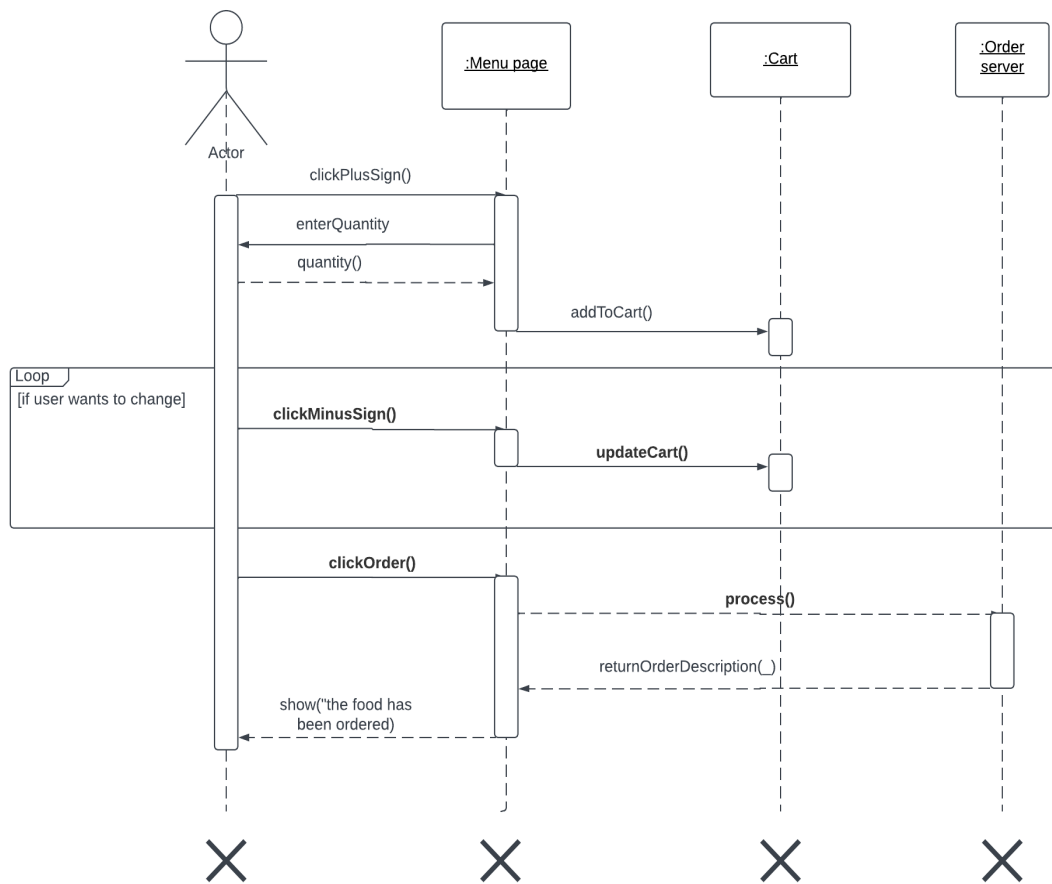 :Menu page
:Cart
:Order
server
Actor
clickPlusSign()
enterQuantity
quantity()
addToCart()
Loop
[if user wants to change]
clickMinusSign()
updateCart()
clickOrder()
process()
returnOrderDescription(_)
show("the food has
been ordered)